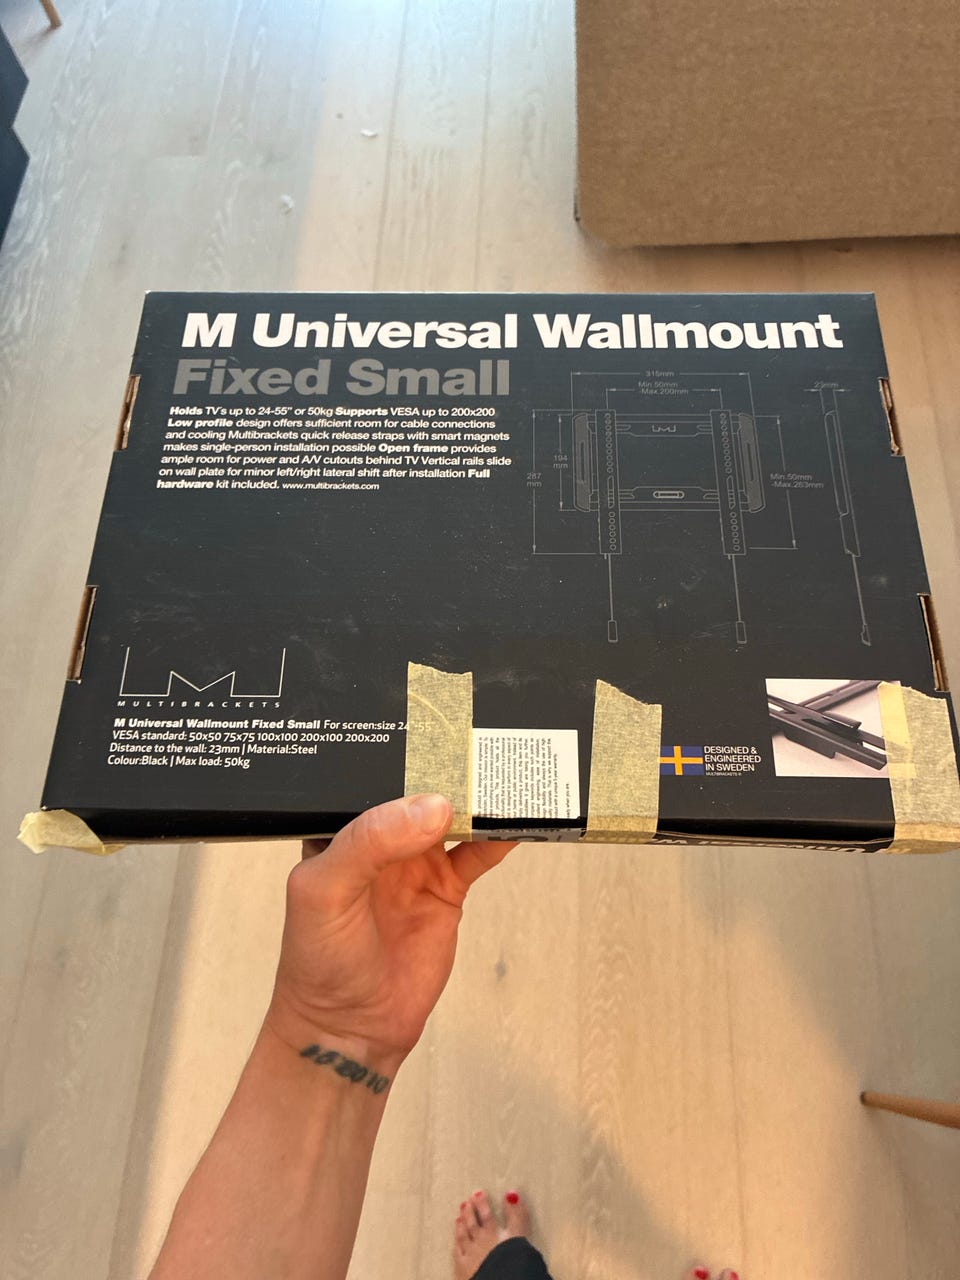 M Universal Wallmount
Fixed Small
Holds TV's up to 24-55" or 50kg Supports VESA up to 200x200
Low profile design offers sufficient room for cable connections
and cooling Multibrackets quick release straps with smart magnets
makes single-person installation possible Open frame provides
ample room for power and A/V cutouts behind TV Vertical rails slide
on wall plate for minor left/right lateral shift after installation Full
hardware kit included. www.multibrackets.com
315mm
Min.50mm
-Max.200mm
23mm
194
mm
287
mm
Min.50mm
-Max.263mm
MULTIBRACKETS
M Universal Wallmount Fixed Small For screen:size 24"-55"
VESA standard: 50x50 75x75 100x100 200x100 200x200
Distance to the wall: 23mm | Material:Steel
Colour:Black | Max load: 50kg
DESIGNED &
ENGINEERED
IN SWEDEN
MULTIBRACKETS®